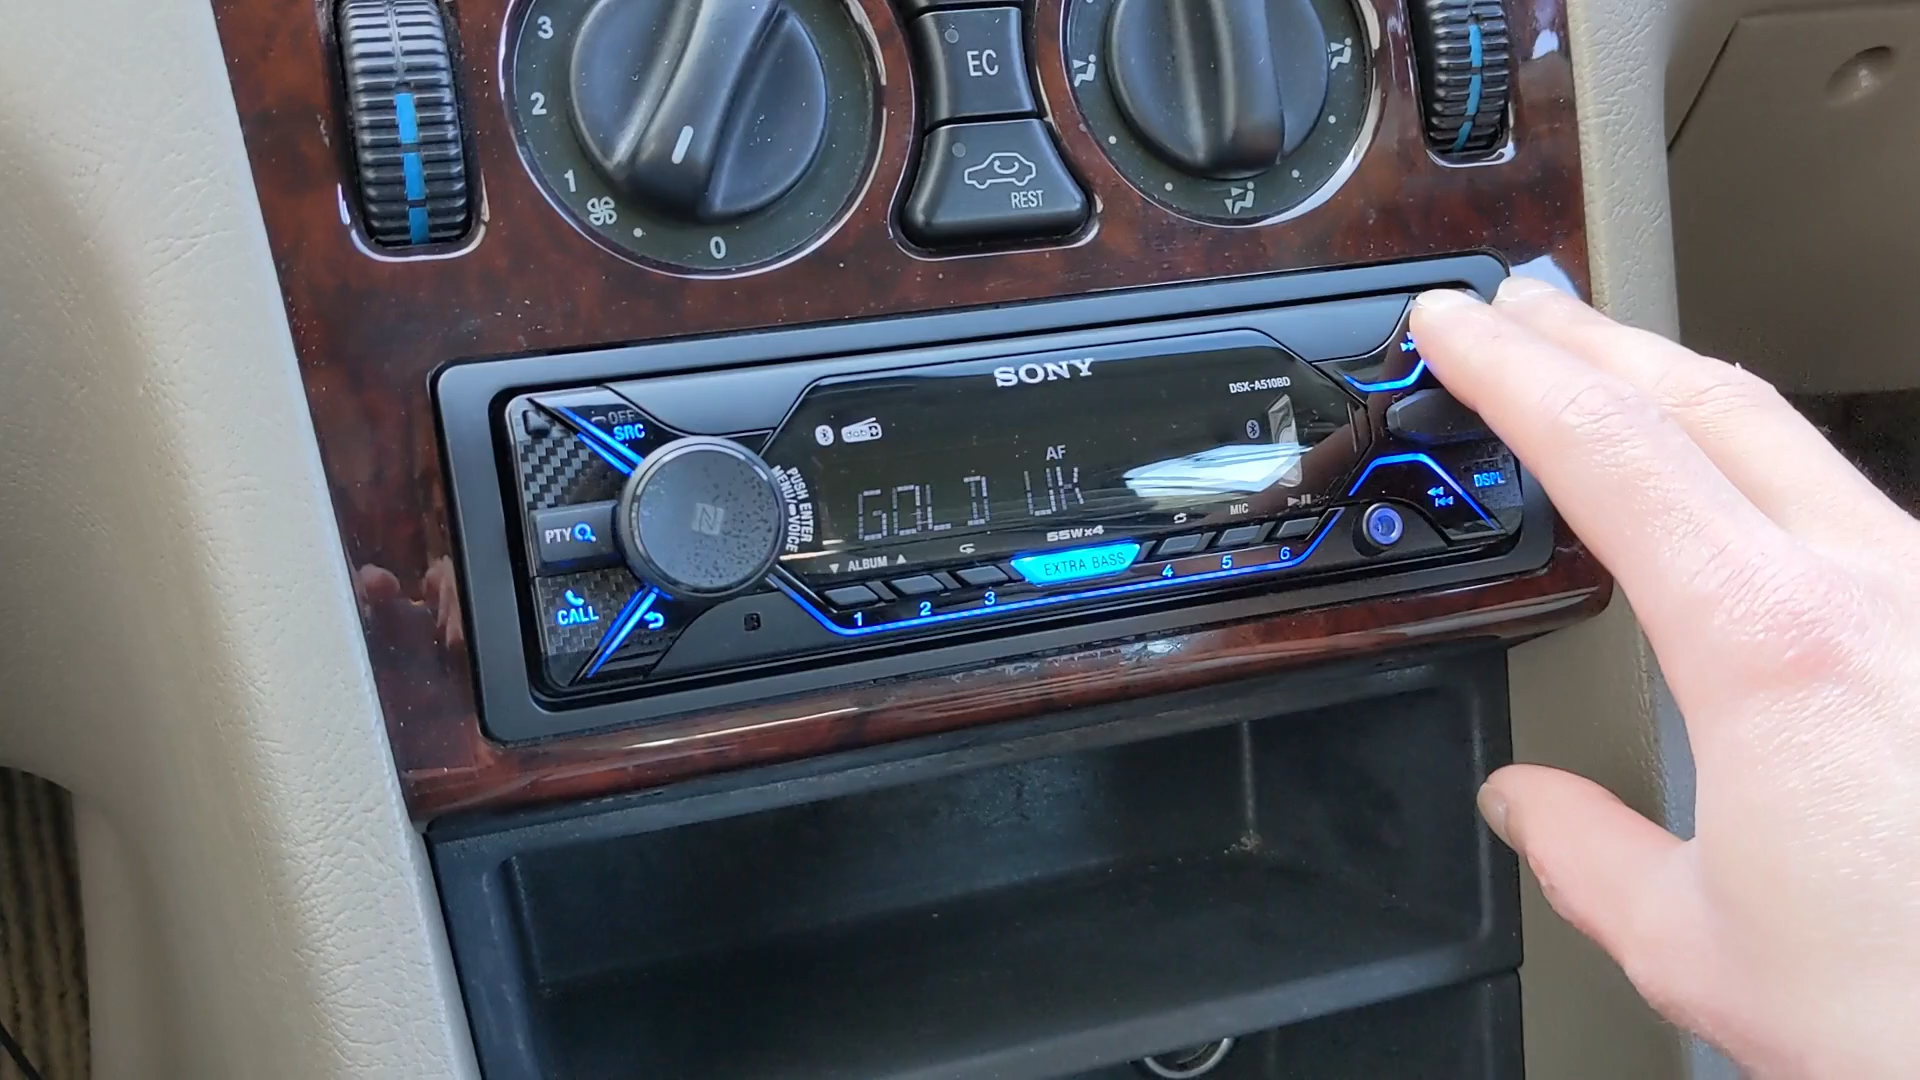 3
2
1
0
EC
REST
SONY
DSX-A510BD
OFF
SRC
dab+
AF
GOLD UK
PUSH ENTER
MENU VOICE
PTY
CALL
ALBUM
55Wx4
EXTRA BASS
MIC
DSPL
1 2 3 4 5 6